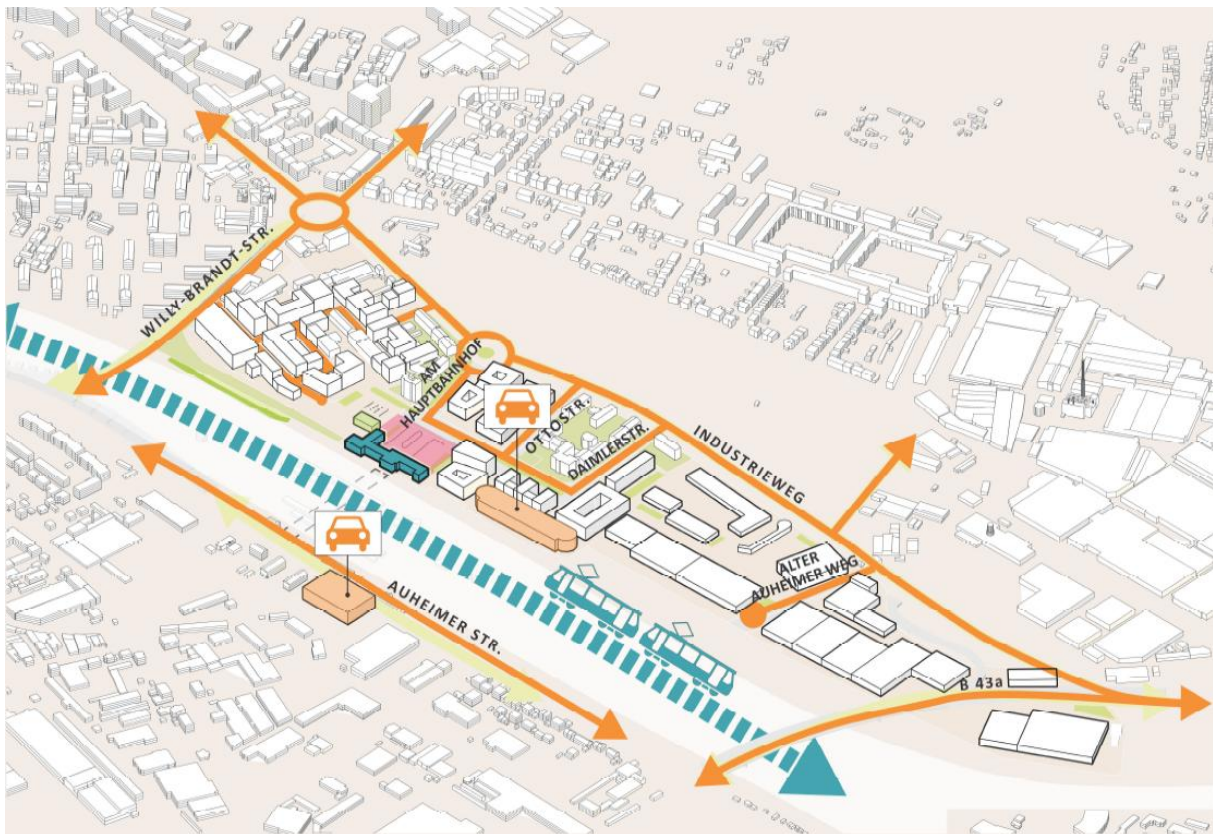 WILLY-BRANDT-STR.
AM
HAUPTBAHNHOF
OTTOSTR.
DAIMLERSTR.
INDUSTRIEWEG
ALTER
AUHEIMER WEG
AUHEIMER STR.
B 43a